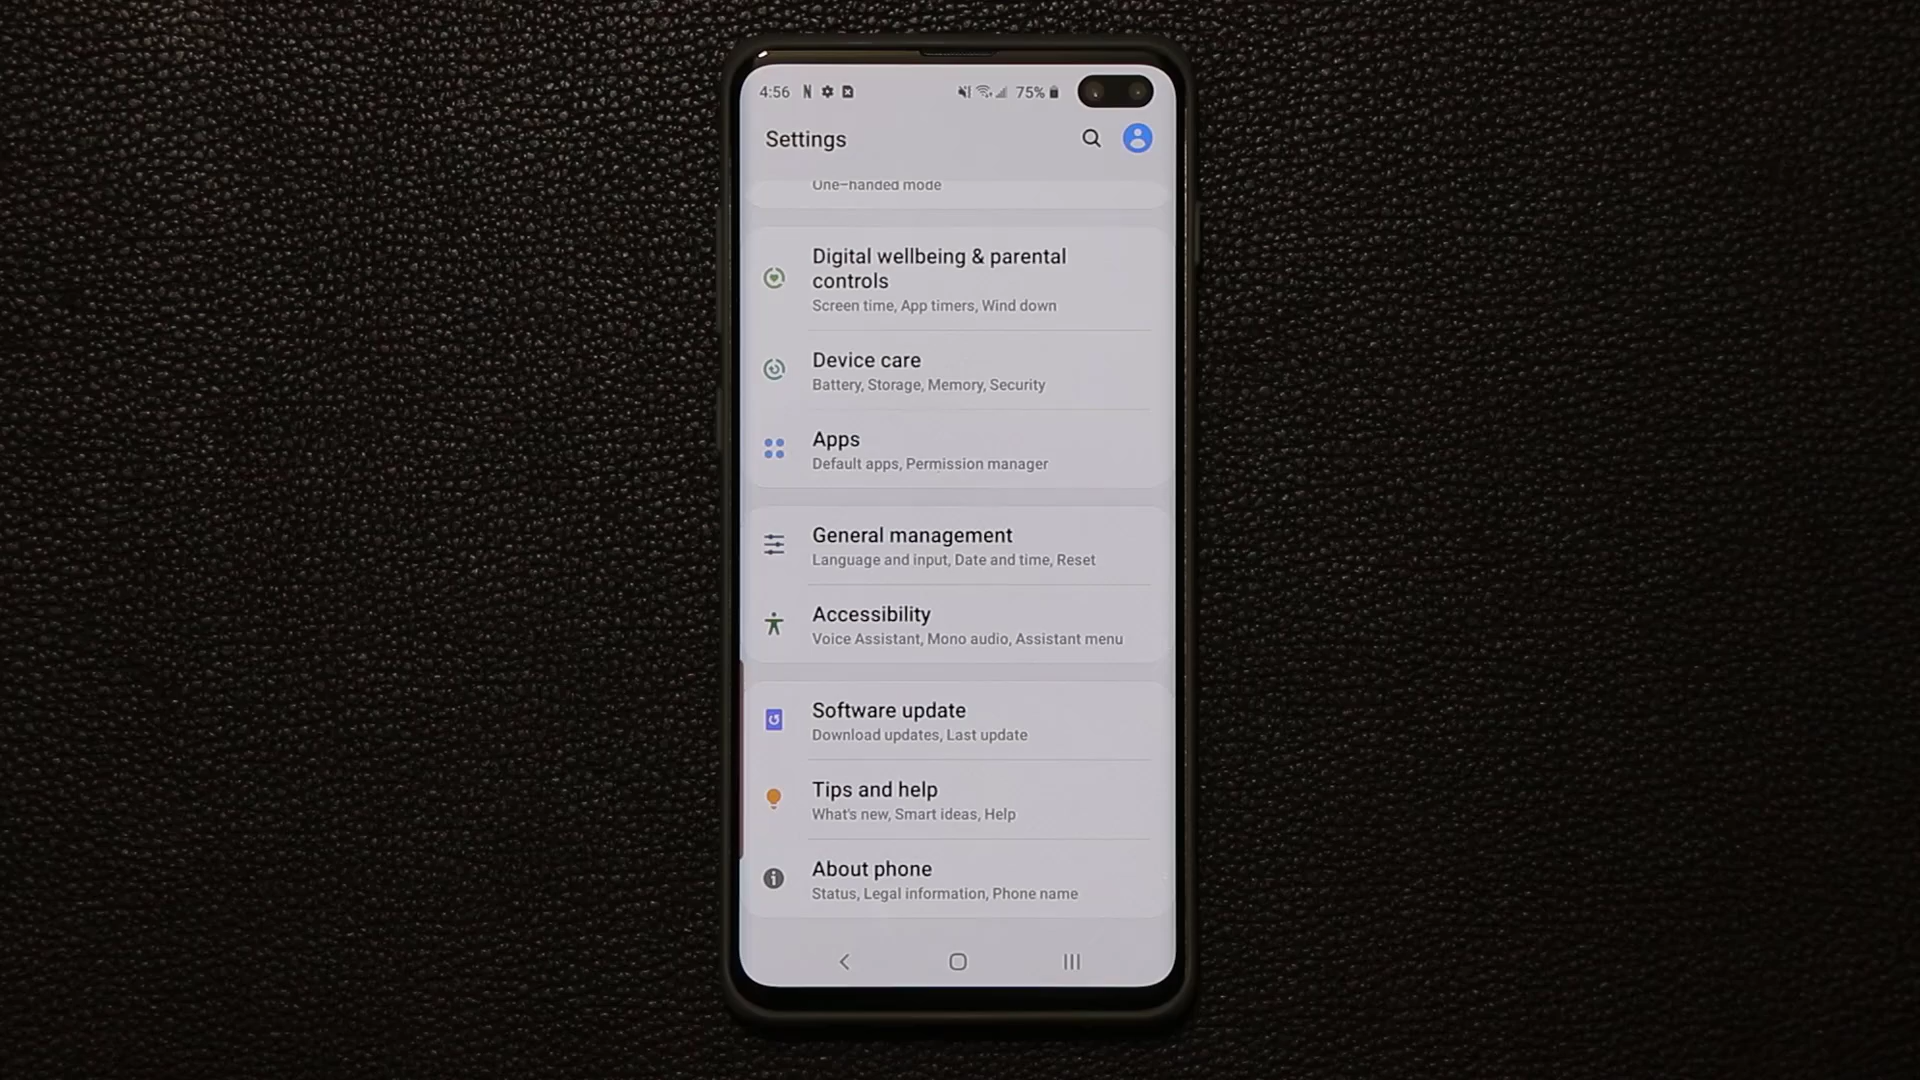 4:56 N 75%
Settings
One-handed mode
Digital wellbeing & parental
controls
Screen time, App timers, Wind down
Device care
Battery, Storage, Memory, Security
Apps
Default apps, Permission manager
General management
Language and input, Date and time, Reset
Accessibility
Voice Assistant, Mono audio, Assistant menu
Software update
Download updates, Last update
Tips and help
What's new, Smart ideas, Help
About phone
Status, Legal information, Phone name